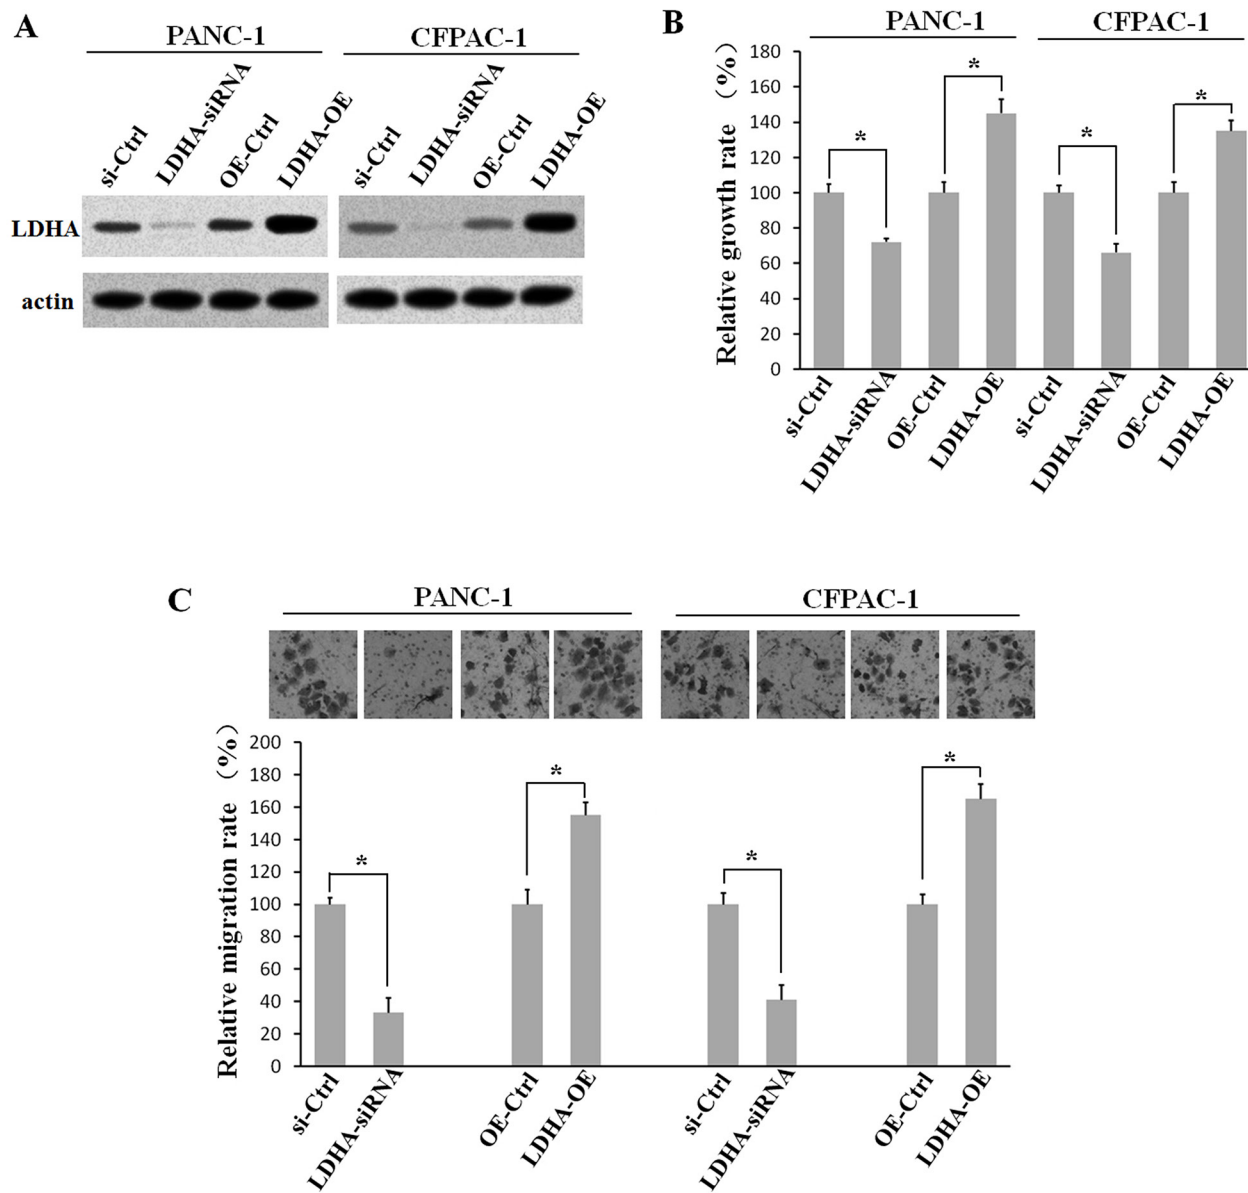 A
PANC-1
CFPAC-1
si-Ctrl
LDHA-siRNA
OE-Ctrl
LDHA-OE
si-Ctrl
LDHA-siRNA
OE-Ctrl
LDHA-OE
LDHA
actin
B
PANC-1
CFPAC-1
Relative growth rate （%）
180
160
140
120
100
80
60
40
20
0
*
*
*
*
si-Ctrl
LDHA-siRNA
OE-Ctrl
LDHA-OE
si-Ctrl
LDHA-siRNA
OE-Ctrl
LDHA-OE
C
PANC-1
CFPAC-1
Relative migration rate （%）
200
180
160
140
120
100
80
60
40
20
0
*
*
*
*
si-Ctrl
LDHA-siRNA
OE-Ctrl
LDHA-OE
si-Ctrl
LDHA-siRNA
OE-Ctrl
LDHA-OE